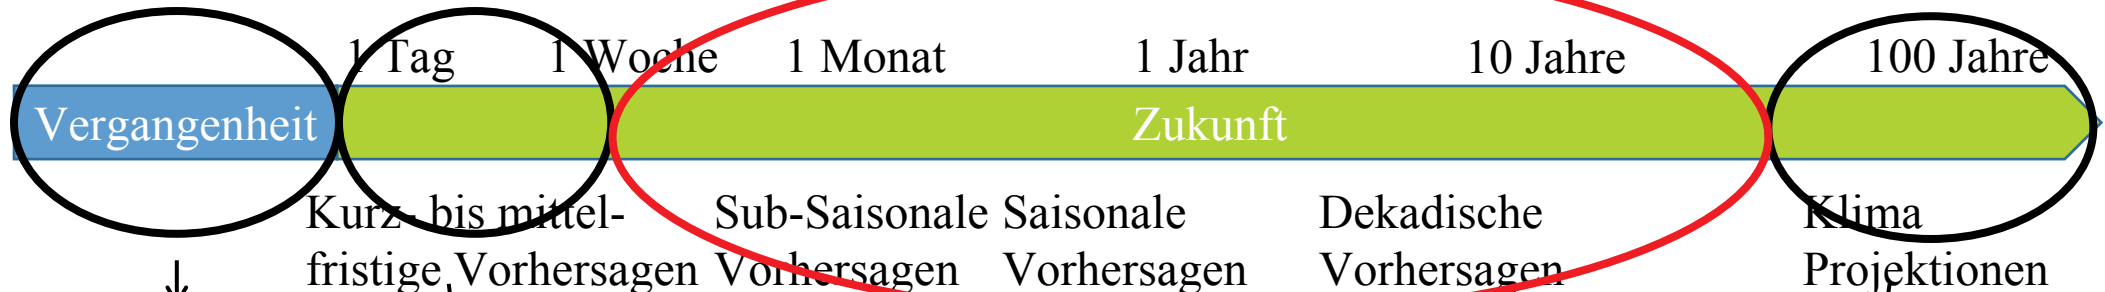 1 Tag 1 Woche 1 Monat 1 Jahr 10 Jahre 100 Jahre
Vergangenheit Zukunft
Kurz- bis mittel- Sub-Saisonale Saisonale Dekadische Klima
fristige Vorhersagen Vorhersagen Vorhersagen Vorhersagen Projektionen